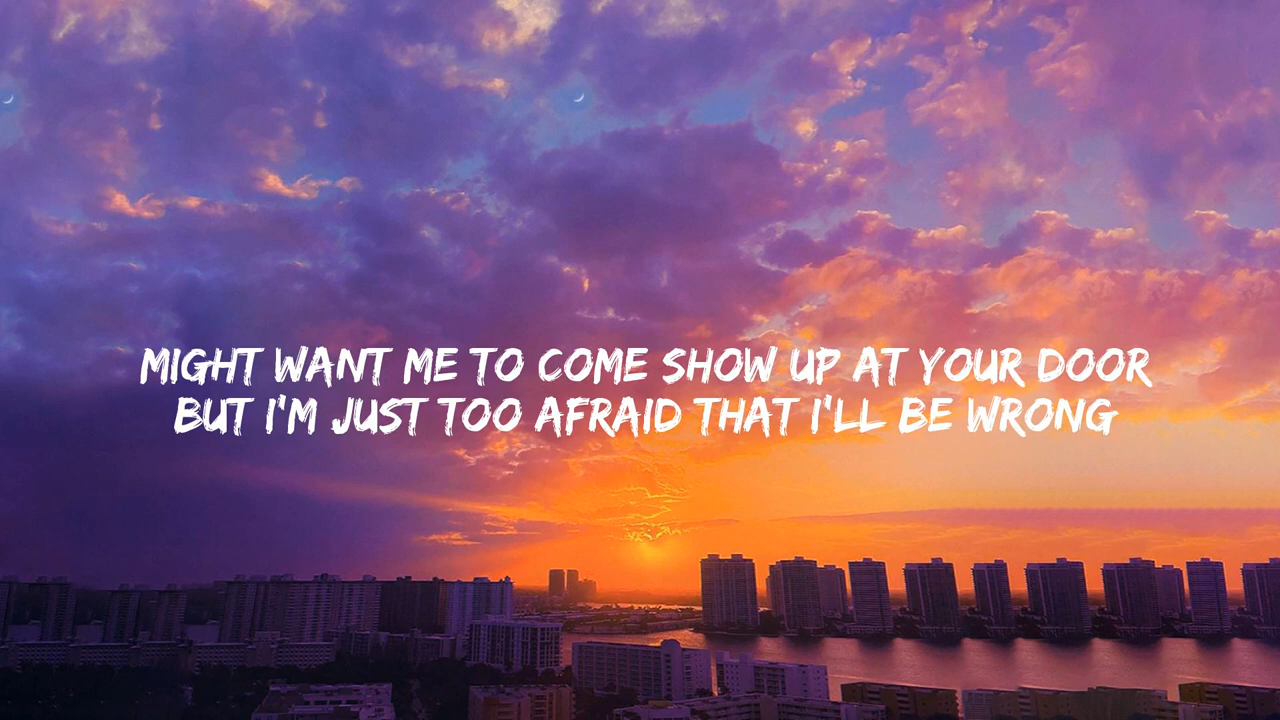 MIGHT WANT ME TO COME SHOW UP AT YOUR DOOR
BUT I'M JUST TOO AFRAID THAT I'LL BE WRONG